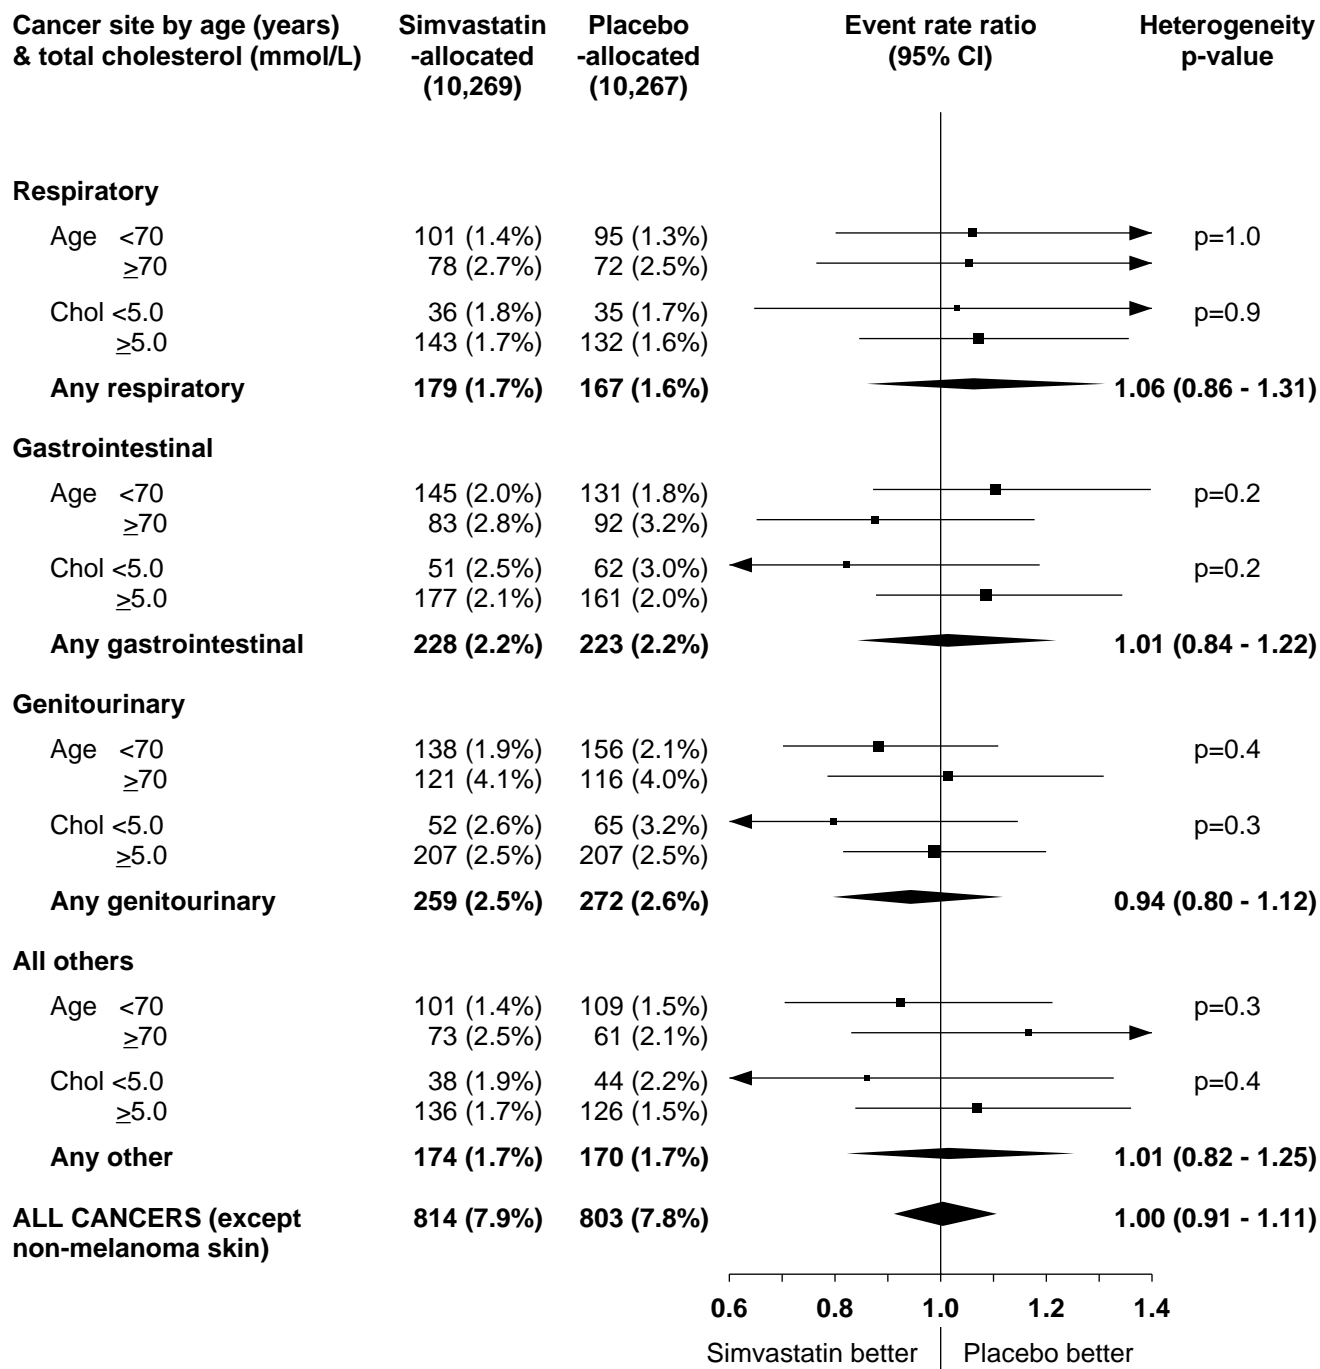 Cancer site by age (years) Simvastatin Placebo Event rate ratio Heterogeneity
& total cholesterol (mmol/L) -allocated -allocated (95% CI) p-value
(10,269) (10,267)
Respiratory
Age <70 101 (1.4%) 95 (1.3%) p=1.0
≥70 78 (2.7%) 72 (2.5%)
Chol <5.0 36 (1.8%) 35 (1.7%) p=0.9
≥5.0 143 (1.7%) 132 (1.6%)
Any respiratory 179 (1.7%) 167 (1.6%) 1.06 (0.86 - 1.31)
Gastrointestinal
Age <70 145 (2.0%) 131 (1.8%) p=0.2
≥70 83 (2.8%) 92 (3.2%)
Chol <5.0 51 (2.5%) 62 (3.0%) p=0.2
≥5.0 177 (2.1%) 161 (2.0%)
Any gastrointestinal 228 (2.2%) 223 (2.2%) 1.01 (0.84 - 1.22)
Genitourinary
Age <70 138 (1.9%) 156 (2.1%) p=0.4
≥70 121 (4.1%) 116 (4.0%)
Chol <5.0 52 (2.6%) 65 (3.2%) p=0.3
≥5.0 207 (2.5%) 207 (2.5%)
Any genitourinary 259 (2.5%) 272 (2.6%) 0.94 (0.80 - 1.12)
All others
Age <70 101 (1.4%) 109 (1.5%) p=0.3
≥70 73 (2.5%) 61 (2.1%)
Chol <5.0 38 (1.9%) 44 (2.2%) p=0.4
≥5.0 136 (1.7%) 126 (1.5%)
Any other 174 (1.7%) 170 (1.7%) 1.01 (0.82 - 1.25)
ALL CANCERS (except 814 (7.9%) 803 (7.8%) 1.00 (0.91 - 1.11)
non-melanoma skin)
0.6 0.8 1.0 1.2 1.4
Simvastatin better Placebo better